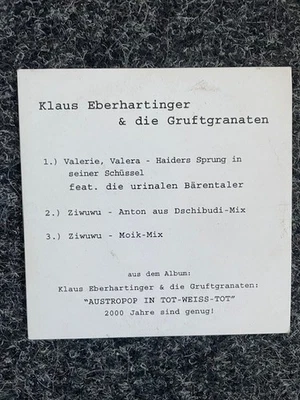 Klaus Eberhartinger
& die Gruftgranaten
1.) Valerie, Valera - Haiders Sprung in
seiner Schüssel
feat. die urinalen Bärentaler
2.) Ziwuwu - Anton aus Dschibudi-Mix
3.) Ziwuwu - Moik-Mix
aus dem Album:
Klaus Eberhartinger & die Gruftgranaten:
"AUSTROPOP IN TOT-WEISS-TOT"
2000 Jahre sind genug!